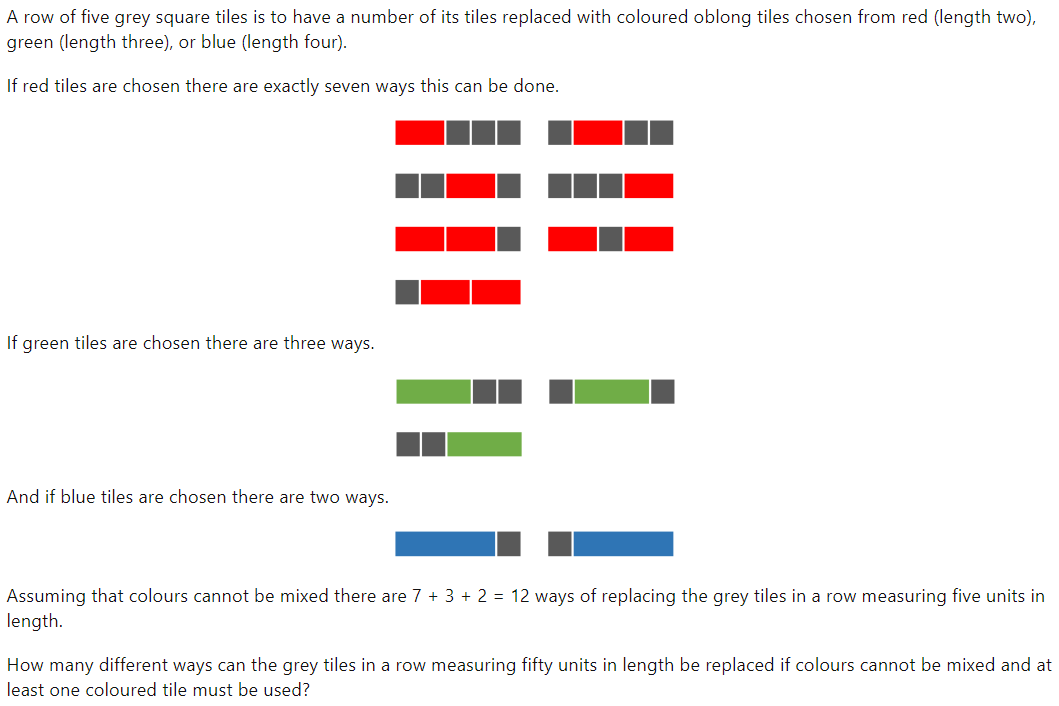 A row of five grey square tiles is to have a number of its tiles replaced with coloured oblong tiles chosen from red (length two),
green (length three), or blue (length four).
If red tiles are chosen there are exactly seven ways this can be done.
If green tiles are chosen there are three ways.
And if blue tiles are chosen there are two ways.
Assuming that colours cannot be mixed there are 7 + 3 + 2 = 12 ways of replacing the grey tiles in a row measuring five units in
length.
How many different ways can the grey tiles in a row measuring fifty units in length be replaced if colours cannot be mixed and at
least one coloured tile must be used?